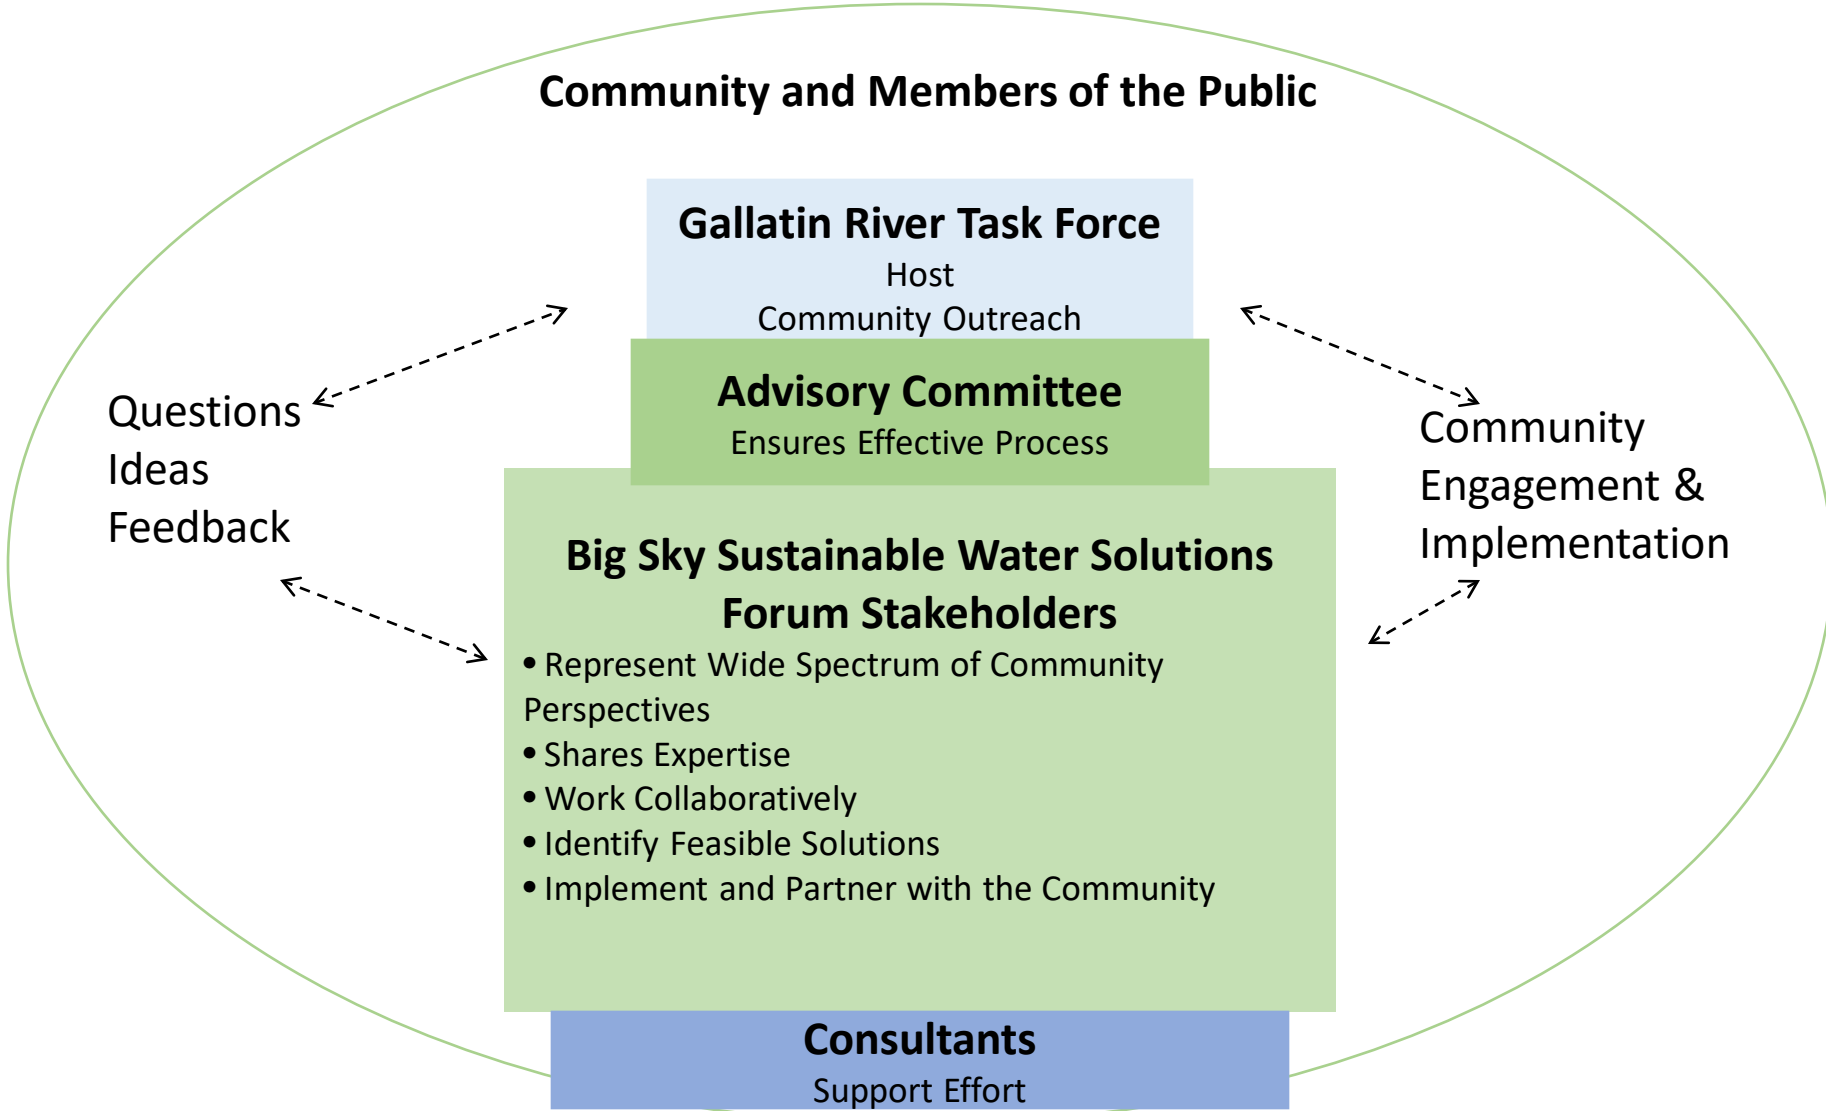 Community and Members of the Public
Gallatin River Task Force
Host
Community Outreach
Advisory Committee
Ensures Effective Process
Questions
Ideas
Feedback
Community
Engagement &
Implementation
Big Sky Sustainable Water Solutions
Forum Stakeholders
• Represent Wide Spectrum of Community
Perspectives
• Shares Expertise
• Work Collaboratively
• Identify Feasible Solutions
• Implement and Partner with the Community
Consultants
Support Effort